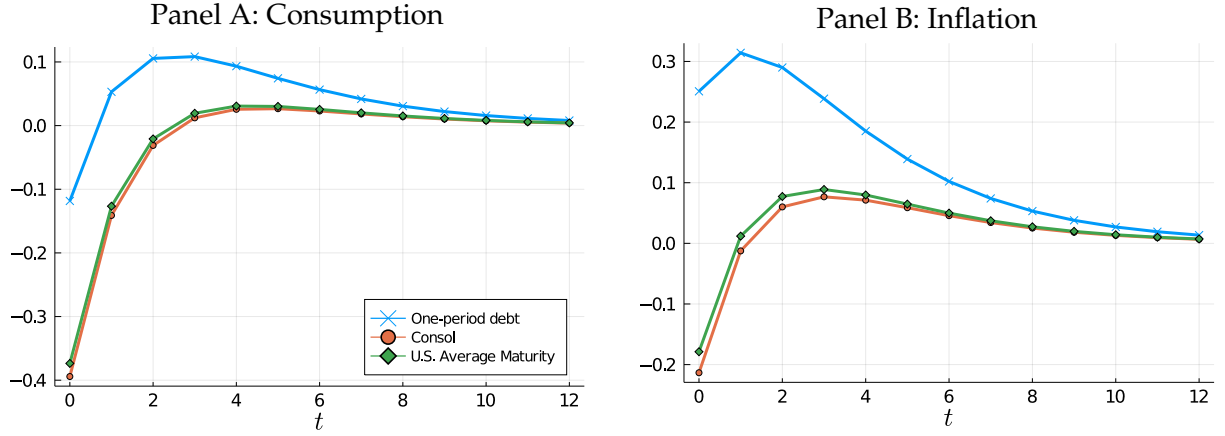 Panel A: Consumption
0.1
0.0
−0.1
−0.2
−0.3
−0.4
0 2 4 6 8 10 12
t
One-period debt
Consol
U.S. Average Maturity
Panel B: Inflation
0.3
0.2
0.1
0.0
−0.1
−0.2
0 2 4 6 8 10 12
t